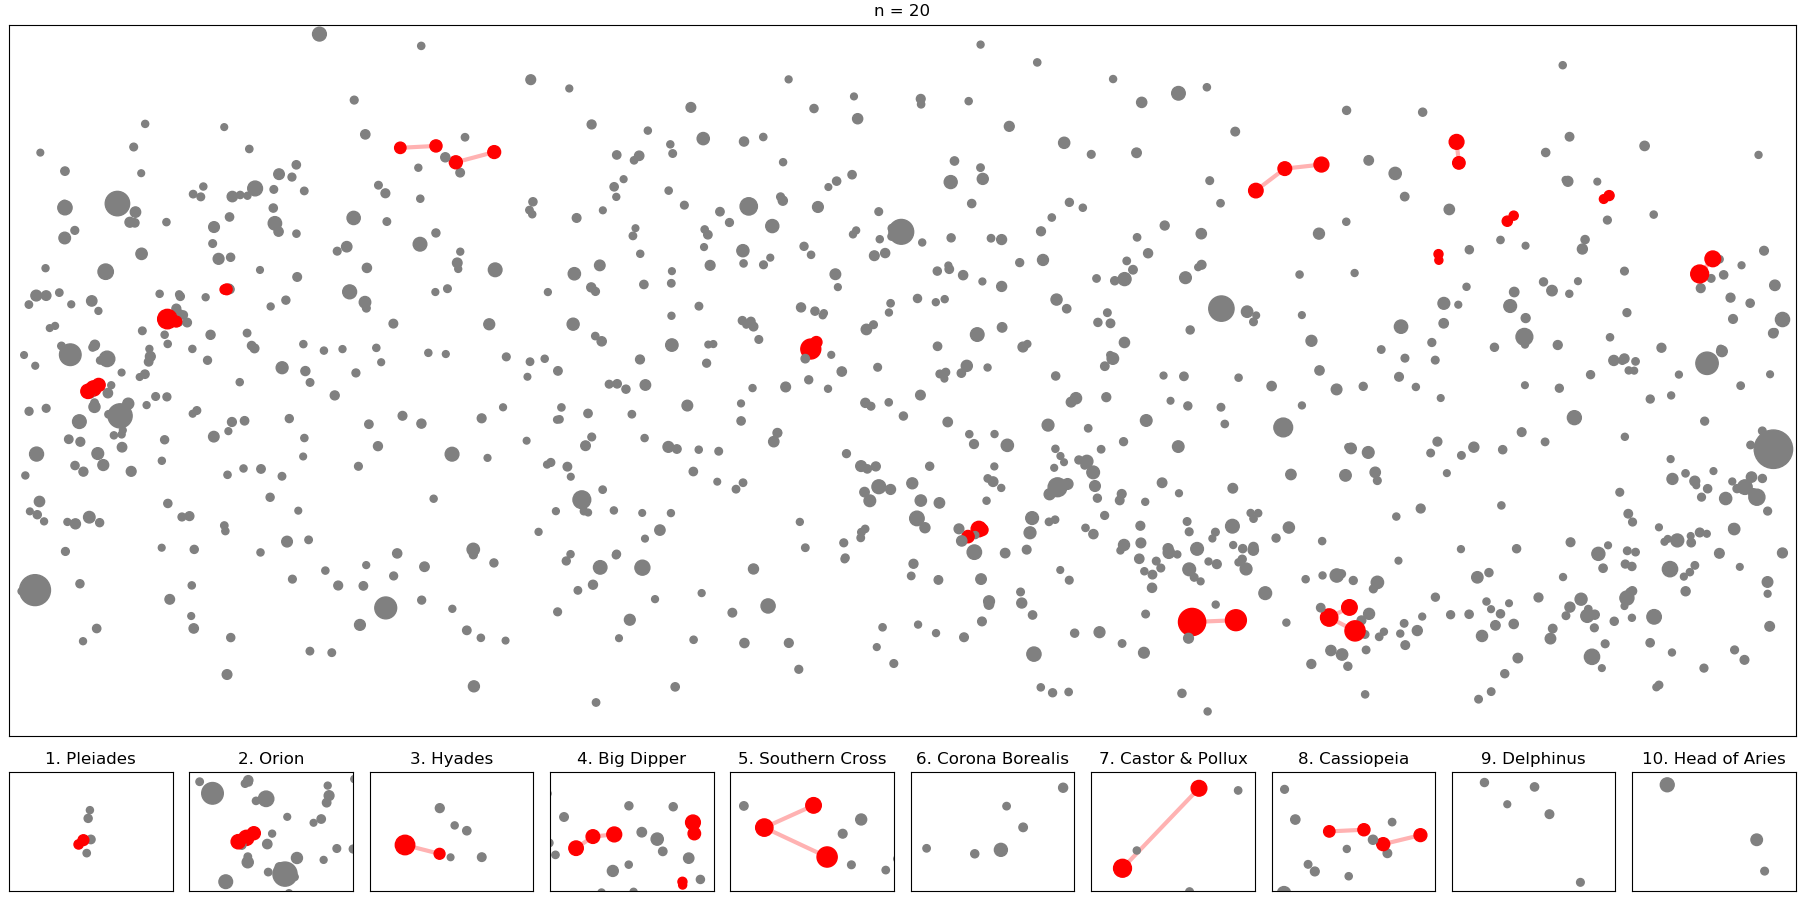 n = 20
1. Pleiades
2. Orion
3. Hyades
4. Big Dipper
5. Southern Cross
6. Corona Borealis
7. Castor & Pollux
8. Cassiopeia
9. Delphinus
10. Head of Aries